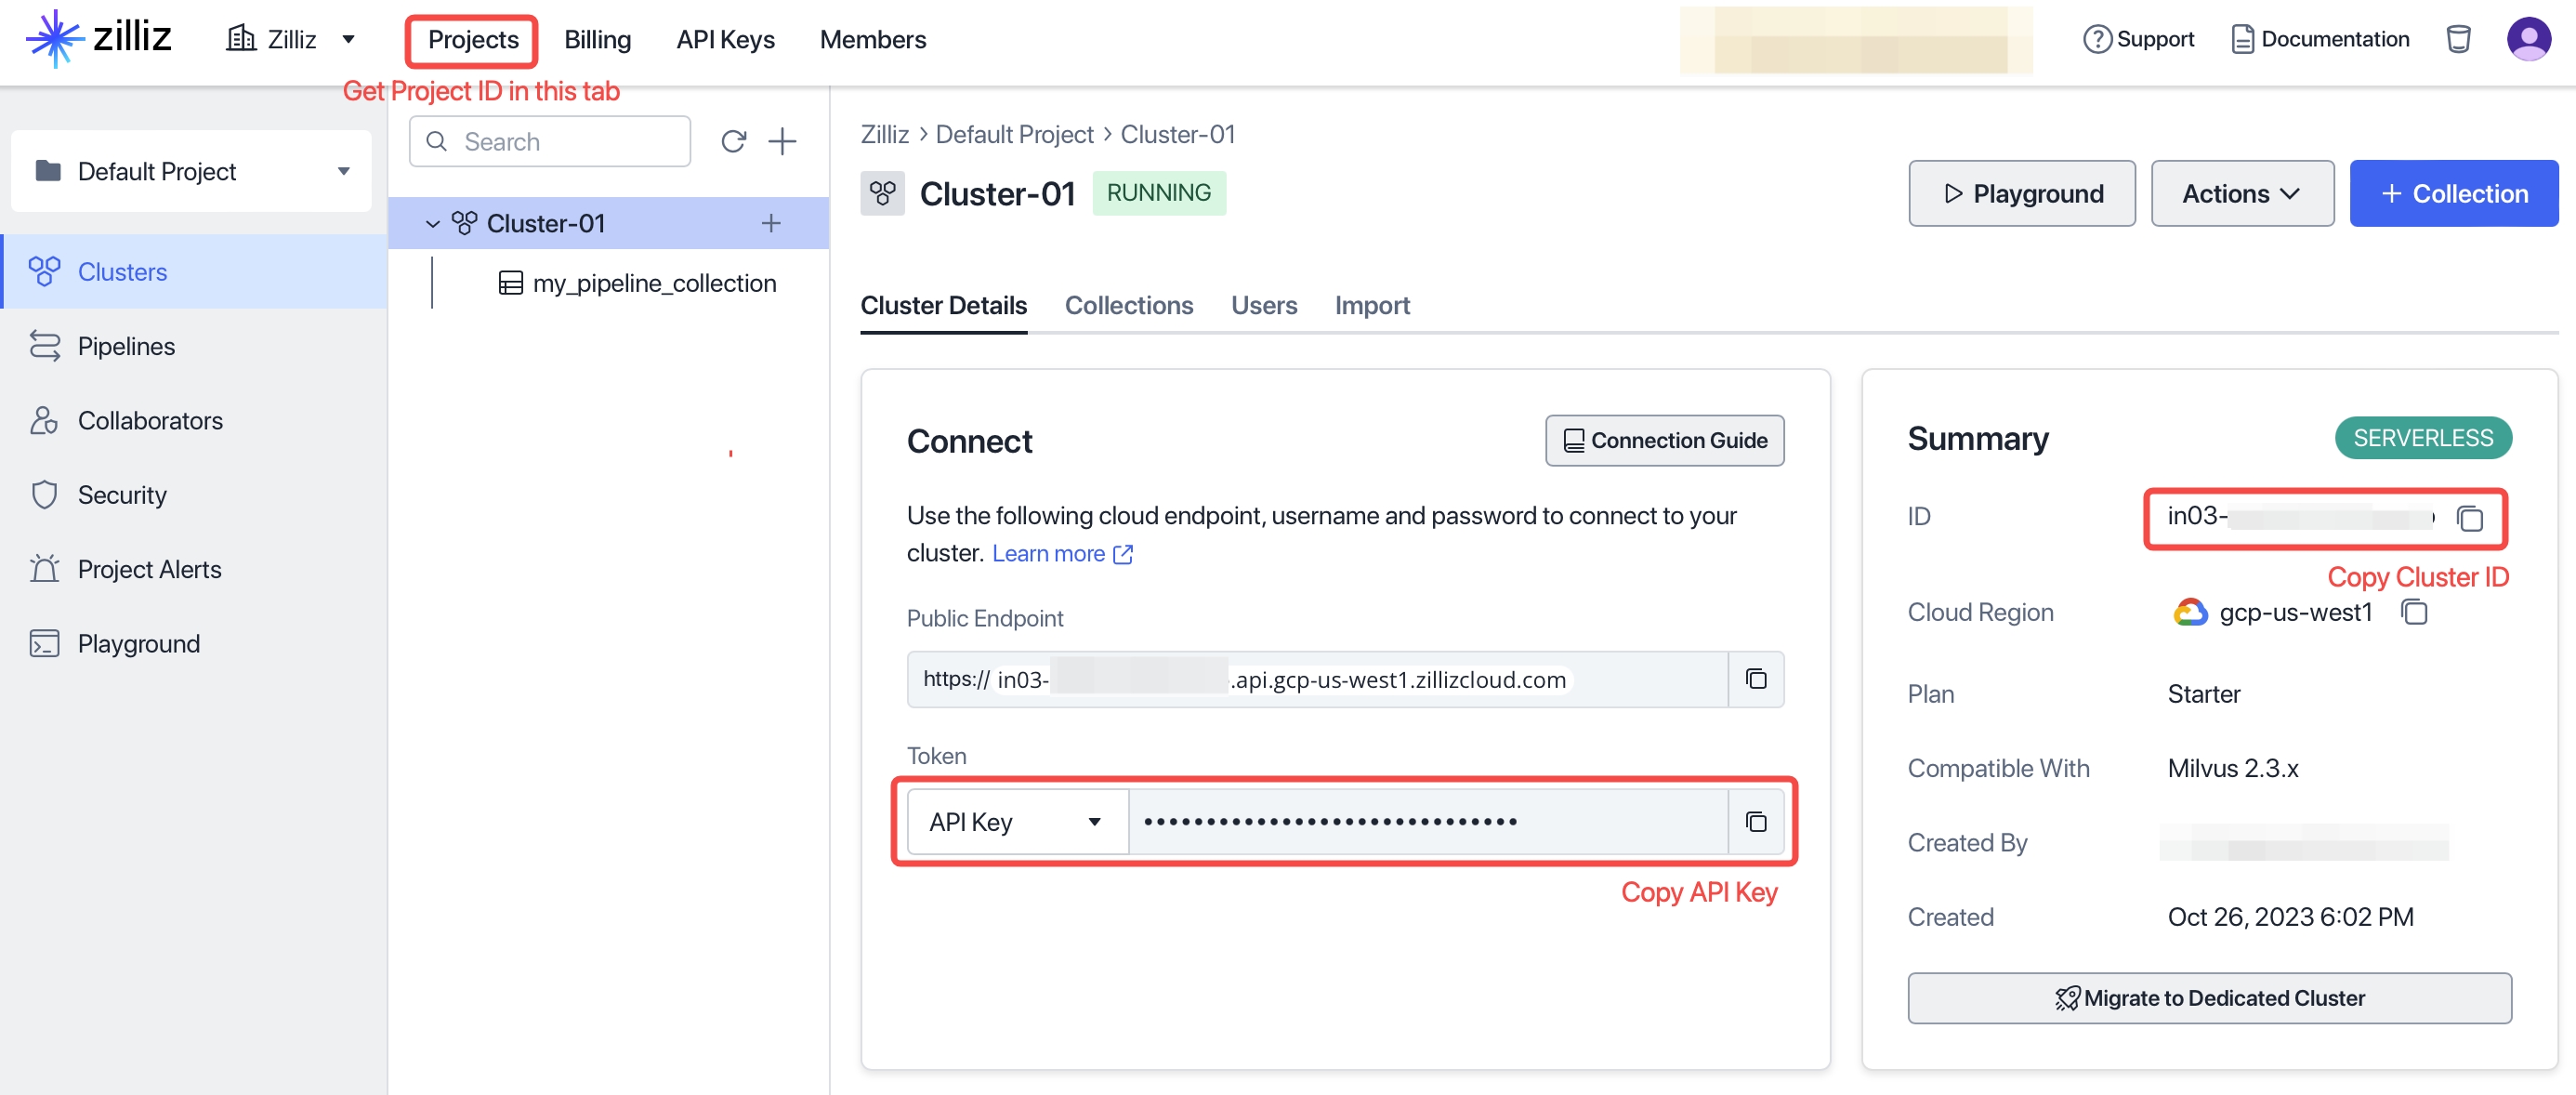 zilliz
Zilliz
Projects
Billing
API Keys
Members
Support
Documentation
Get Project ID in this tab
Default Project
Clusters
Pipelines
Collaborators
Security
Project Alerts
Playground
Search
Cluster-01
my_pipeline_collection
Zilliz > Default Project > Cluster-01
Cluster-01
RUNNING
Playground
Actions
+ Collection
Cluster Details
Collections
Users
Import
Connect
Connection Guide
Use the following cloud endpoint, username and password to connect to your
cluster. Learn more
Public Endpoint
https:// in03-
.api.gcp-us-west1.zillizcloud.com
Token
API Key
••••••••••••••••••••••••••••••
Copy API Key
Summary
SERVERLESS
ID
in03-
Copy Cluster ID
Cloud Region
gcp-us-west1
Plan
Starter
Compatible With
Milvus 2.3.x
Created By
Created
Oct 26, 2023 6:02 PM
Migrate to Dedicated Cluster